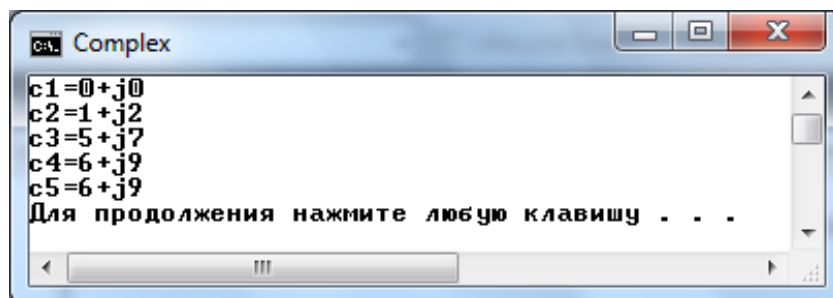 Complex
c1=0+j0
c2=1+j2
c3=5+j7
c4=6+j9
c5=6+j9
Для продолжения нажмите любую клавишу . . .